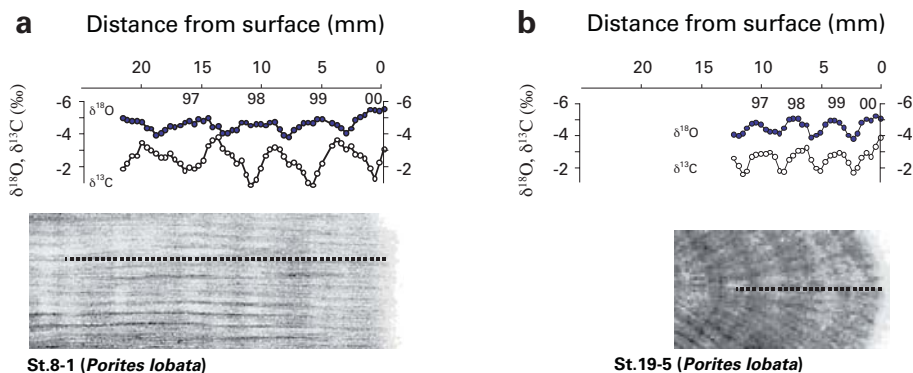 a Distance from surface (mm)
20 15 10 5 0
97 98 99 00
-6 -6
δ18O
-4 -4
-2 -2
δ13C
δ18O, δ13C (‰)
St.8-1 (Porites lobata)
b Distance from surface (mm)
20 15 10 5 0
97 98 99 00
-6 -6
δ18O
-4 -4
δ13C
-2 -2
δ18O, δ13C (‰)
St.19-5 (Porites lobata)